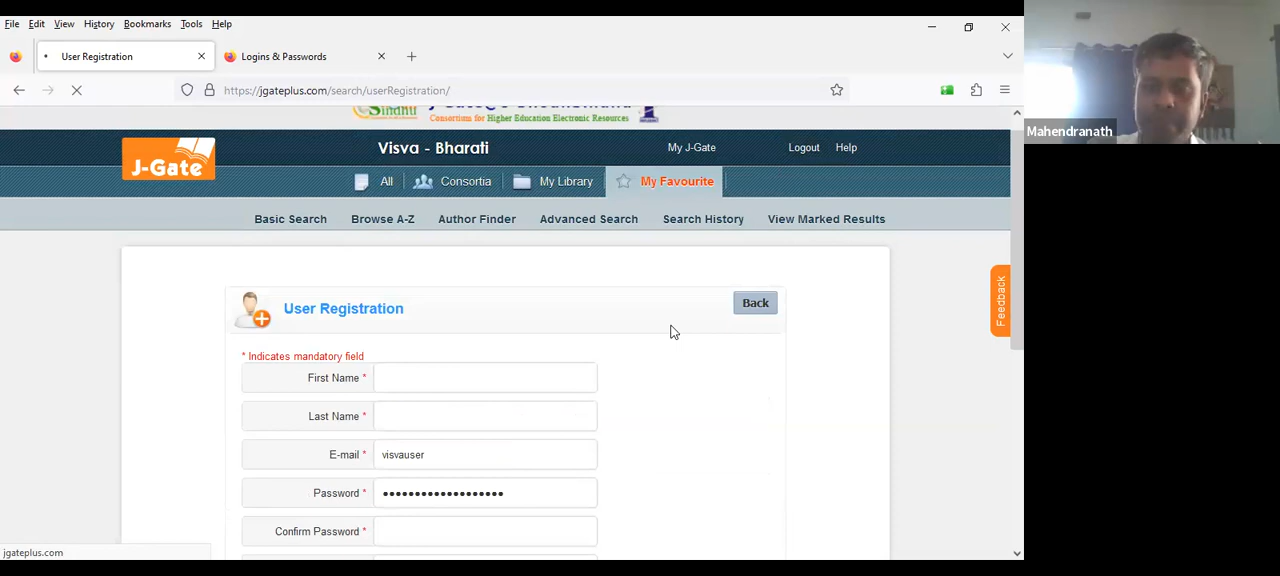 File Edit View History Bookmarks Tools Help
User Registration
Logins & Passwords
https://jgateplus.com/search/userRegistration/
Sindhu
Consortium for Higher Education Electronic Resources
J-Gate
Visva - Bharati
My J-Gate
Logout
Help
All
Consortia
My Library
My Favourite
Basic Search
Browse A-Z
Author Finder
Advanced Search
Search History
View Marked Results
User Registration
Back
* Indicates mandatory field
First Name *
Last Name *
E-mail * visvauser
Password *
Confirm Password *
Feedback
jgateplus.com
Mahendranath